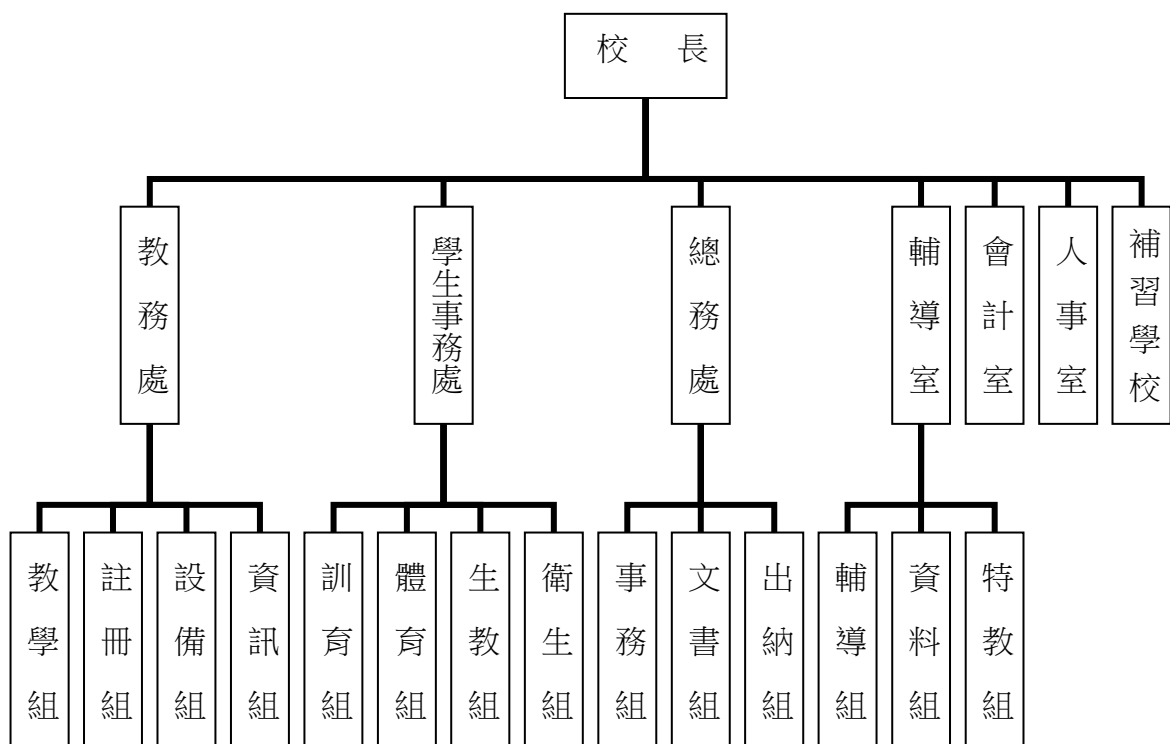 校長
教務處
學生事務處
總務處
輔導室
會計室
人事室
補習學校
教學組
註冊組
設備組
資訊組
訓育組
體育組
生教組
衛生組
事務組
文書組
出納組
輔導組
資料組
特教組